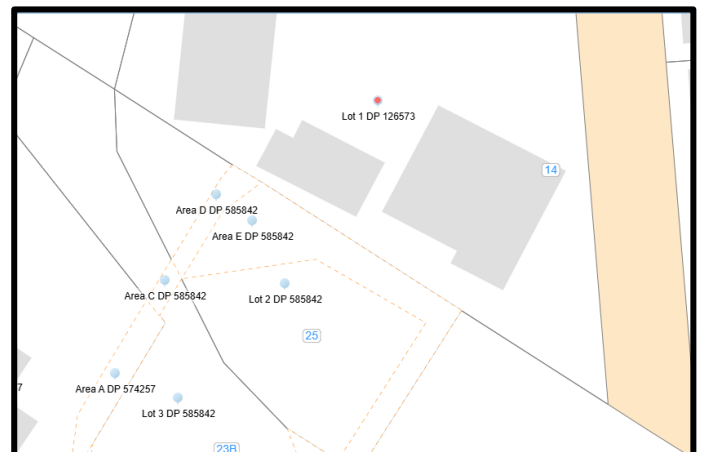 Lot 1 DP 126573
14
Area D DP 585842
Area E DP 585842
Area C DP 585842
Lot 2 DP 585842
25
7
Area A DP 574257
Lot 3 DP 585842
23B